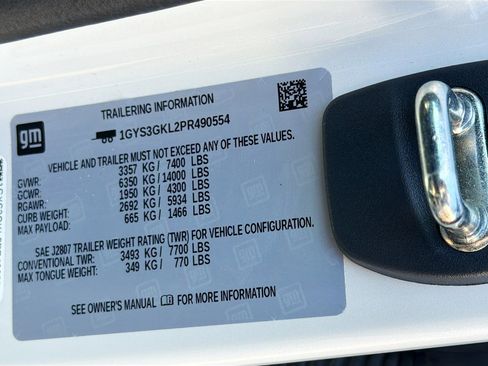 gm
TRAILERING INFORMATION
1GYS3GKL2PR490554
VEHICLE AND TRAILER MUST NOT EXCEED ANY OF THESE VALUES.
GVWR: 3357 KG / 7400 LBS
GCWR: 6350 KG / 14000 LBS
RGAWR: 1950 KG / 4300 LBS
CURB WEIGHT: 2692 KG / 5934 LBS
MAX PAYLOAD: 665 KG / 1466 LBS
SAE J2807 TRAILER WEIGHT RATING (TWR) FOR VEHICLE CONFIGURATION.
CONVENTIONAL TWR: 3493 KG / 7700 LBS
MAX TONGUE WEIGHT: 349 KG / 770 LBS
SEE OWNER'S MANUAL FOR MORE INFORMATION